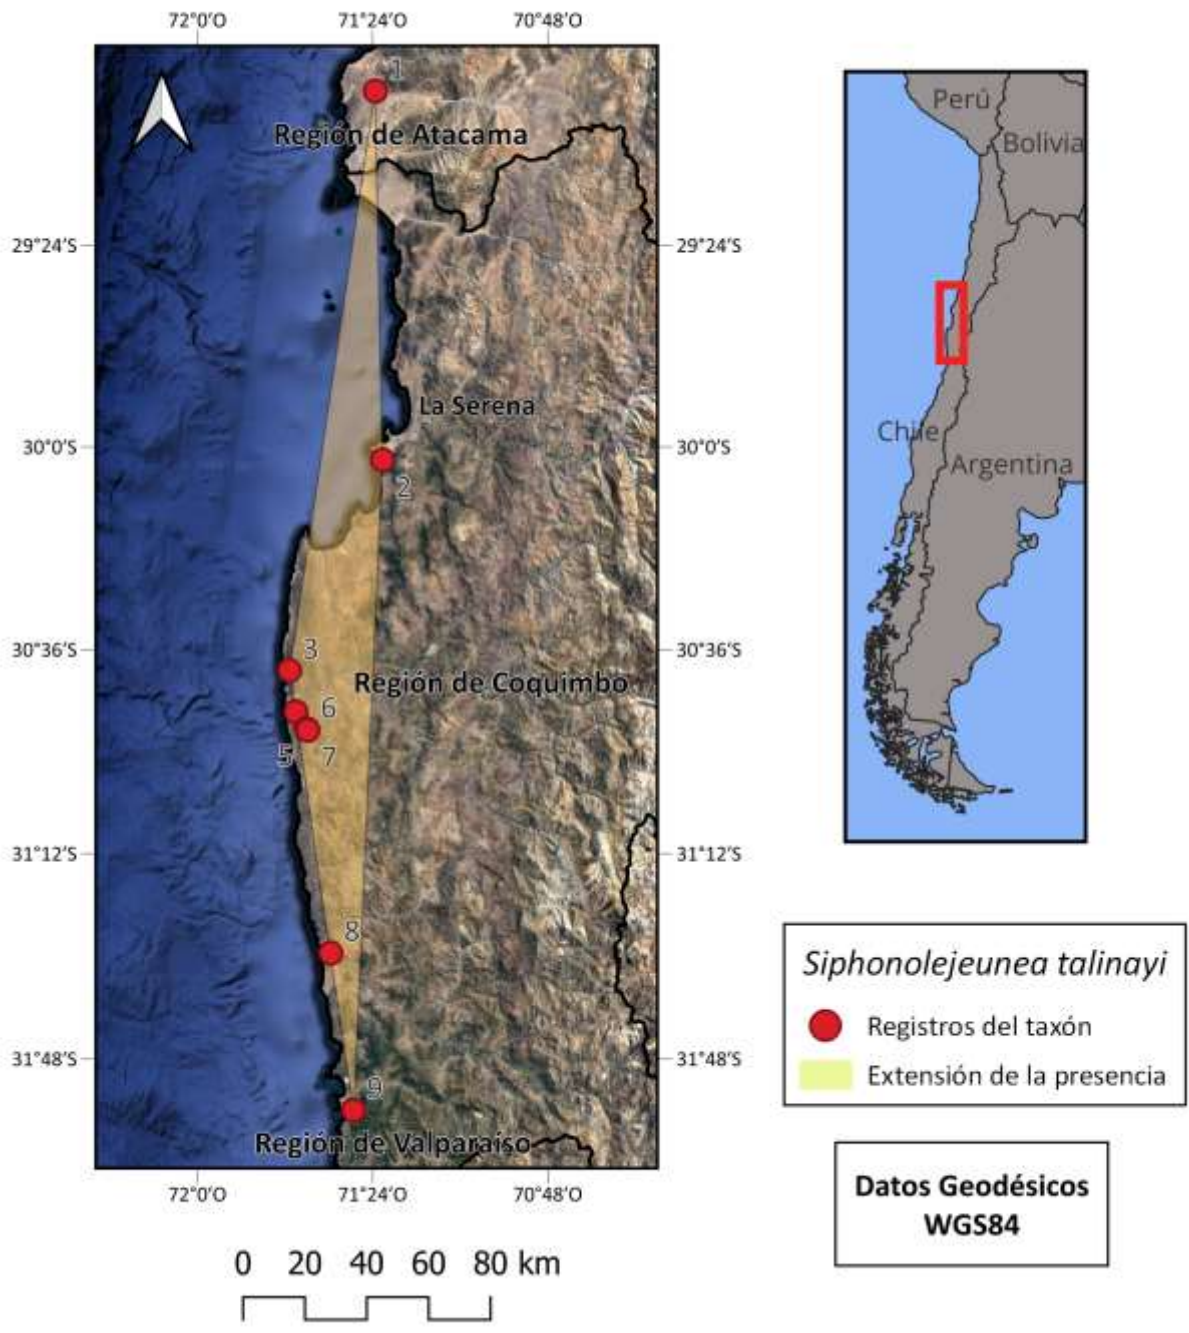 72°0'O
71°24'O
70°48'O
1
Región de Atacama
29°24'S
29°24'S
La Serena
30°0'S
30°0'S
2
30°36'S
30°36'S
3
Región de Coquimbo
6
5
7
31°12'S
31°12'S
8
31°48'S
31°48'S
9
Región de Valparaíso
72°0'O
71°24'O
70°48'O
0 20 40 60 80 km
Perú
Bolivia
Chile
Argentina
Siphonolejeunea talinayi
Registros del taxón
Extensión de la presencia
Datos Geodésicos
WGS84